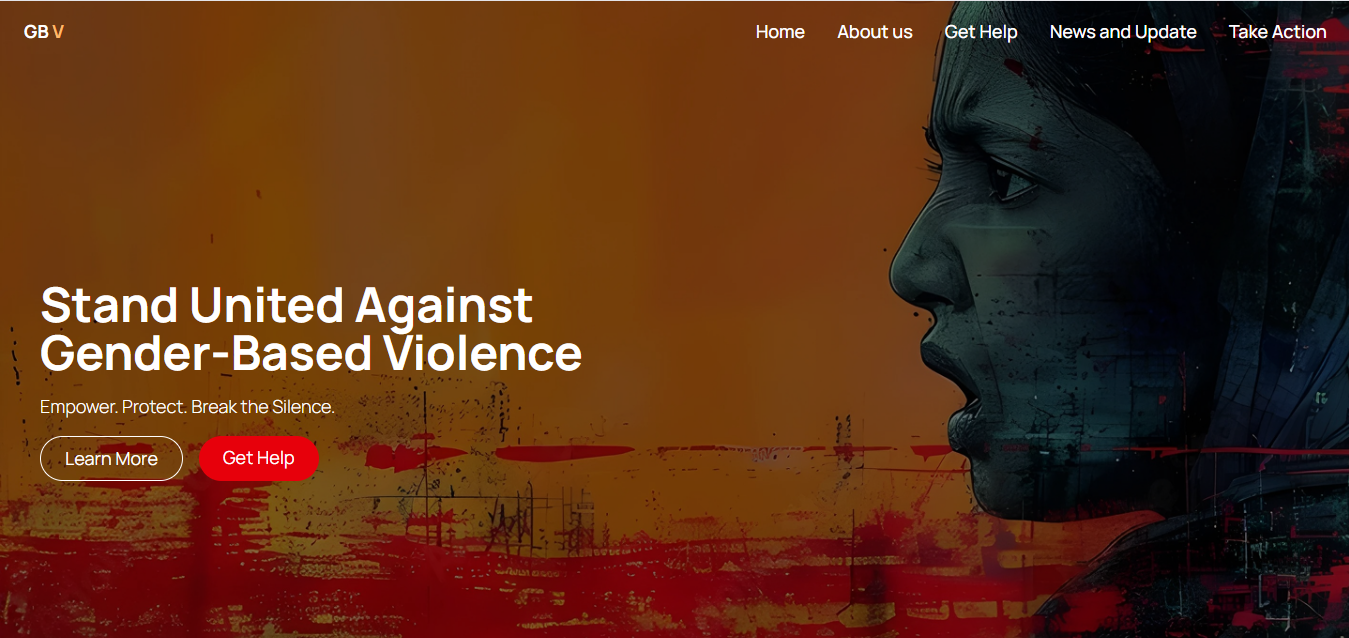 GBV
Home About us Get Help News and Update Take Action
Stand United Against
Gender-Based Violence
Empower. Protect. Break the Silence.
Learn More Get Help